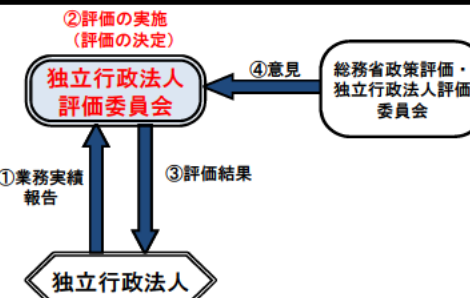 ②評価の実施
(評価の決定)
独立行政法人
評価委員会
④意見
総務省政策評価・
独立行政法人評価
委員会
①業務実績
報告
③評価結果
独立行政法人